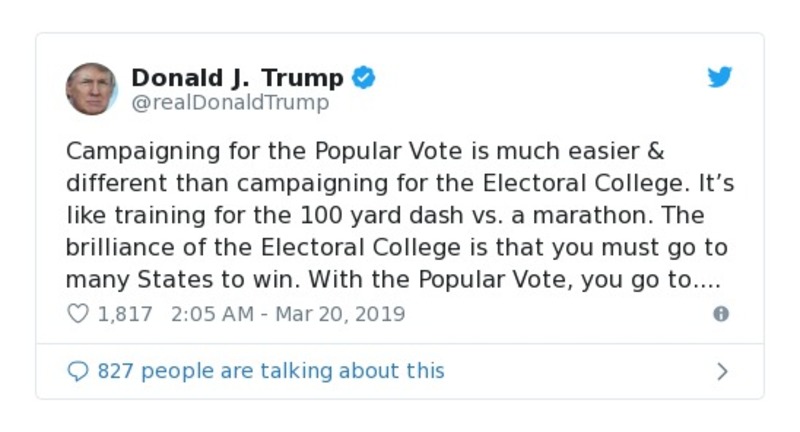 Donald J. Trump
@realDonaldTrump
Campaigning for the Popular Vote is much easier &
different than campaigning for the Electoral College. It’s
like training for the 100 yard dash vs. a marathon. The
brilliance of the Electoral College is that you must go to
many States to win. With the Popular Vote, you go to....
1,817 2:05 AM - Mar 20, 2019
827 people are talking about this